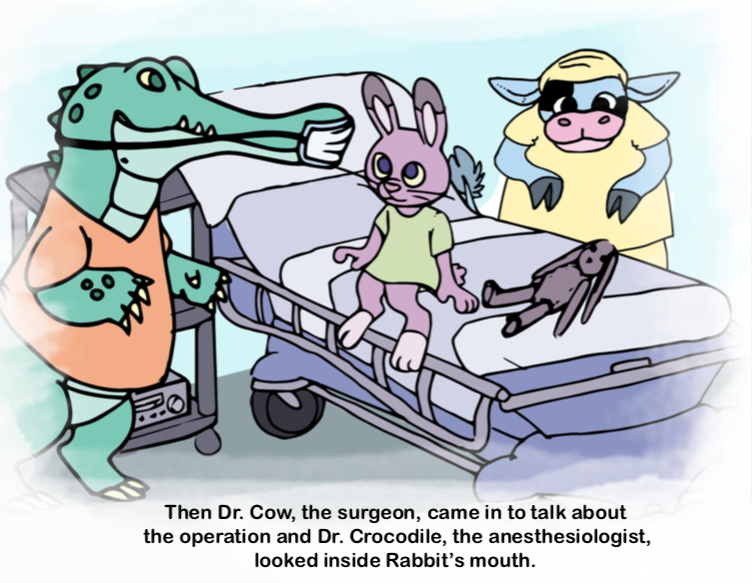 Then Dr. Cow, the surgeon, came in to talk about
the operation and Dr. Crocodile, the anesthesiologist,
looked inside Rabbit's mouth.